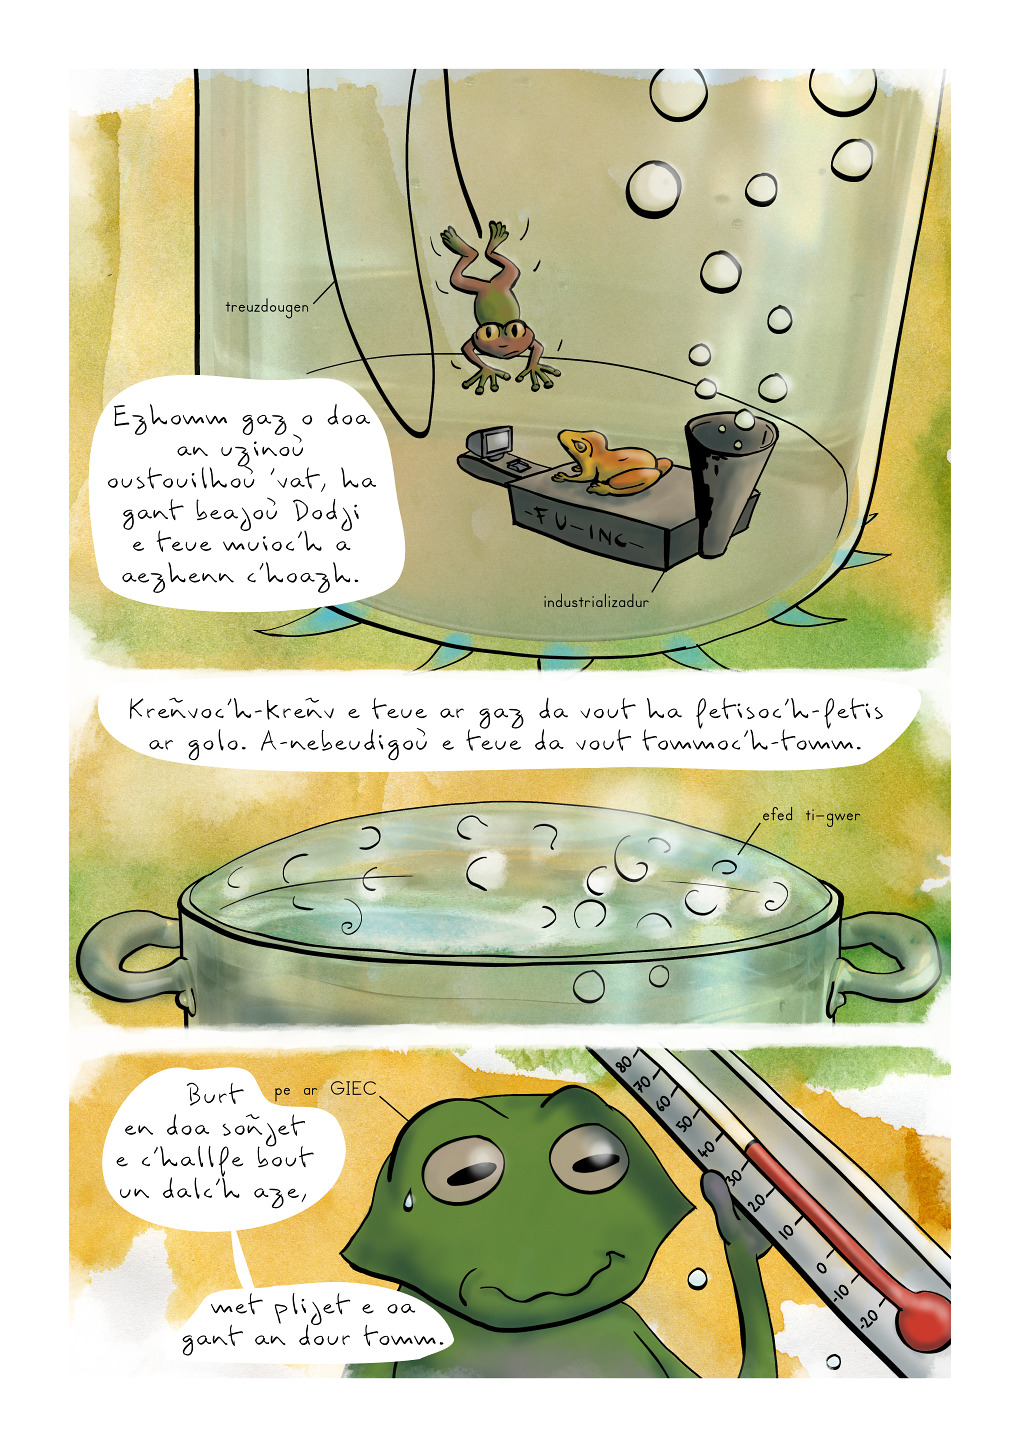 treuzdougen
Ezhomm gaz o doa
an uzinoù
oustouilhoù 'vat, ha
gant beajoù Dodji
e teue muioc'h a
aezhenn c'hoazh.
-FU-ING-
industrializadur
Kreñvoc'h-kreñv e teue ar gaz da vout ha fetisoc'h-fetis
ar golo. A-nebeudigoù e teue da vout tommoc'h-tomm.
efed ti-gwer
Burt
en doa soñjet
e c'hallfe bout
un dalc'h aze,
pe ar GIEC
met plijet e oa
gant an dour tomm.
80
70
60
50
40
30
20
10
0
-10
-20